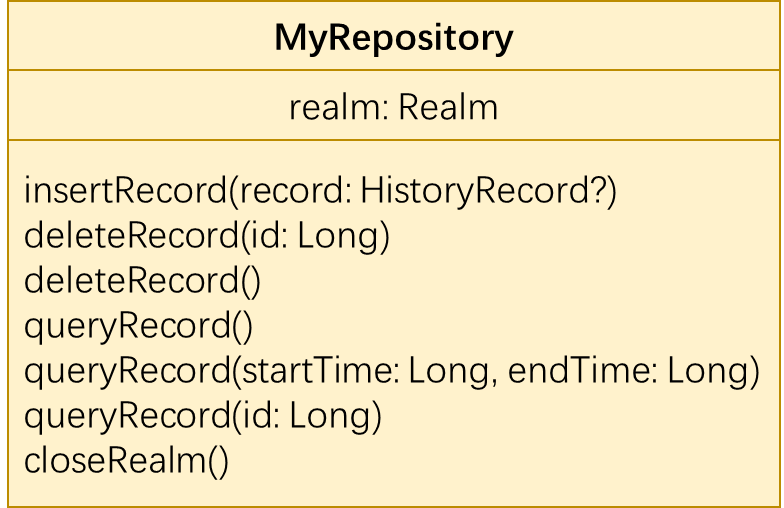 MyRepository
realm: Realm
insertRecord(record: HistoryRecord?)
deleteRecord(id: Long)
deleteRecord()
queryRecord()
queryRecord(startTime: Long, endTime: Long)
queryRecord(id: Long)
closeRealm()